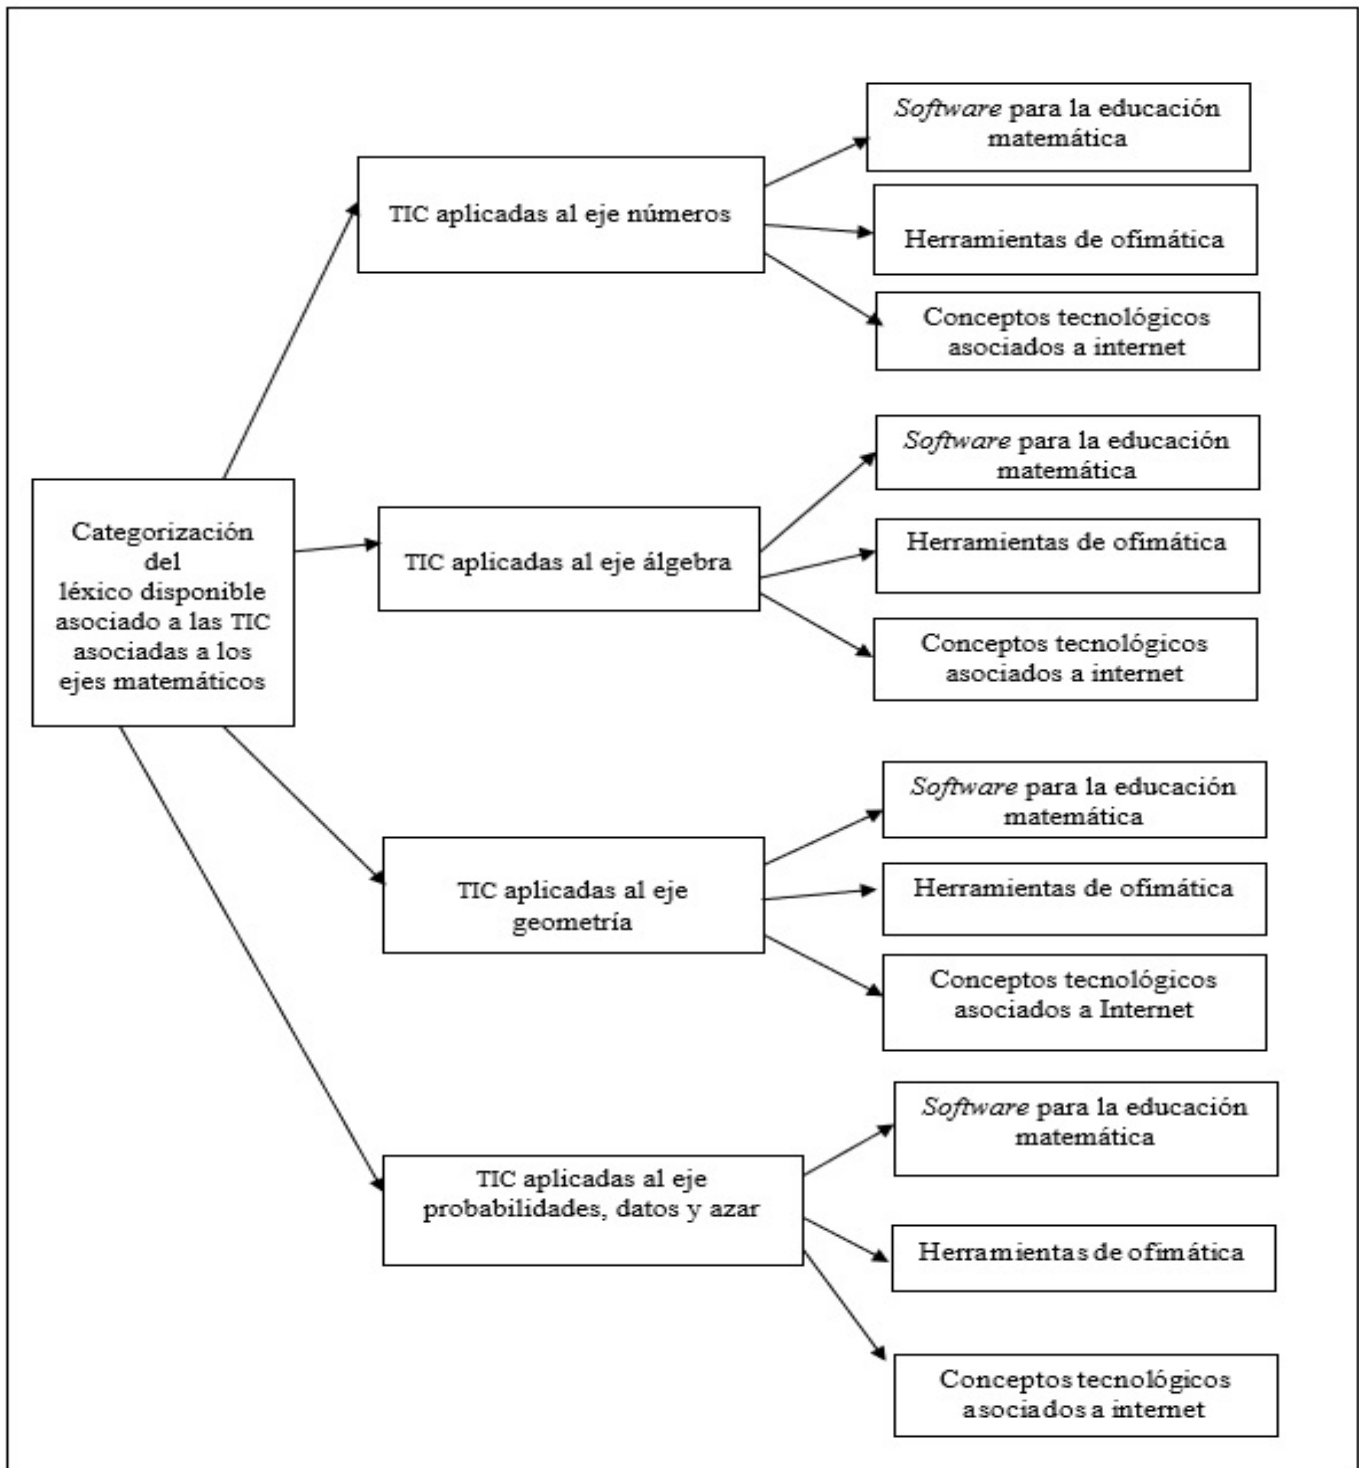 Categorización
del
léxico disponible
asociado a las TIC
asociadas a los
ejes matemáticos
TIC aplicadas al eje números
Software para la educación
matemática
Herramientas de ofimática
Conceptos tecnológicos
asociados a internet
TIC aplicadas al eje álgebra
Software para la educación
matemática
Herramientas de ofimática
Conceptos tecnológicos
asociados a internet
TIC aplicadas al eje
geometría
Software para la educación
matemática
Herramientas de ofimática
Conceptos tecnológicos
asociados a Internet
TIC aplicadas al eje
probabilidades, datos y azar
Software para la educación
matemática
Herramientas de ofimática
Conceptos tecnológicos
asociados a internet